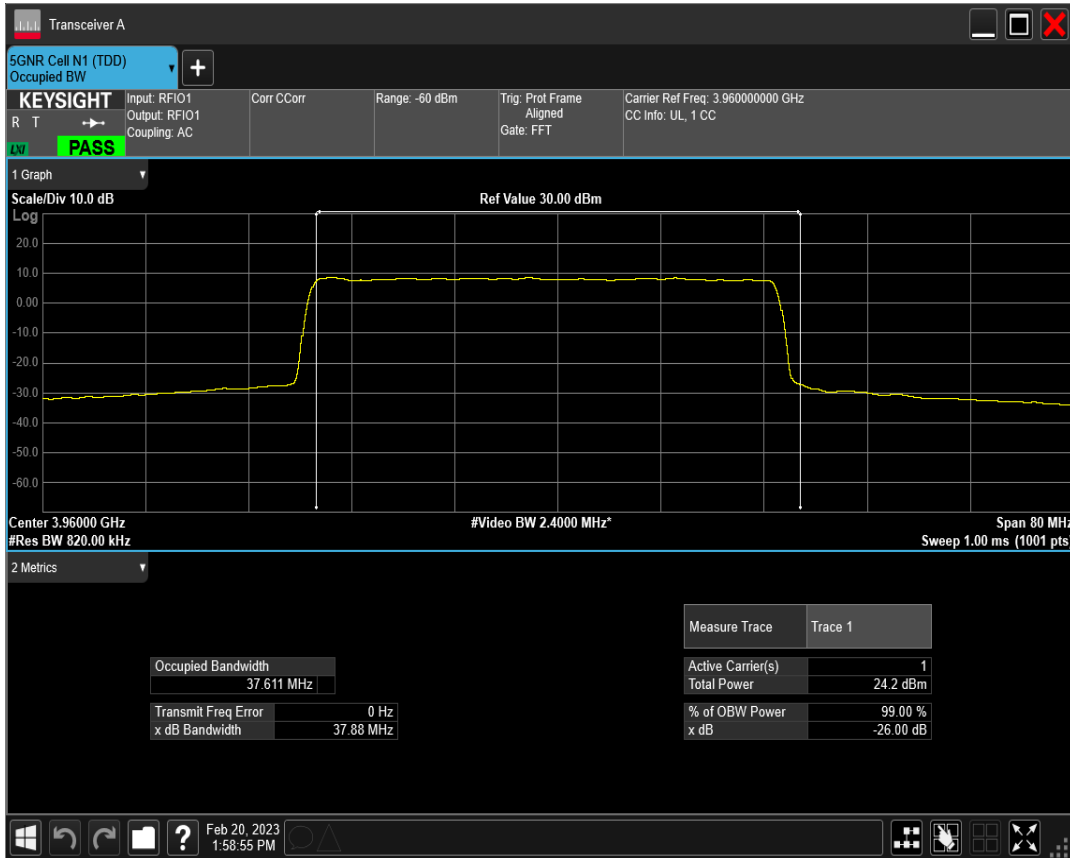 Transceiver A
5GNR Cell N1 (TDD)
Occupied BW
+
KEYSIGHT
R T
LXI
PASS
Input: RFIO1
Output: RFIO1
Coupling: AC
Corr CCorr
Range: -60 dBm
Trig: Prot Frame
Aligned
Gate: FFT
Carrier Ref Freq: 3.960000000 GHz
CC Info: UL, 1 CC
1 Graph
Scale/Div 10.0 dB
Ref Value 30.00 dBm
Log
20.0
10.0
0.00
-10.0
-20.0
-30.0
-40.0
-50.0
-60.0
Center 3.96000 GHz
#Video BW 2.4000 MHz*
Span 80 MHz
#Res BW 820.00 kHz
Sweep 1.00 ms (1001 pts)
2 Metrics
Measure Trace Trace 1
Occupied Bandwidth
37.611 MHz
Transmit Freq Error 0 Hz
x dB Bandwidth 37.88 MHz
Active Carrier(s) 1
Total Power 24.2 dBm
% of OBW Power 99.00 %
x dB -26.00 dB
?
Feb 20, 2023
1:58:55 PM